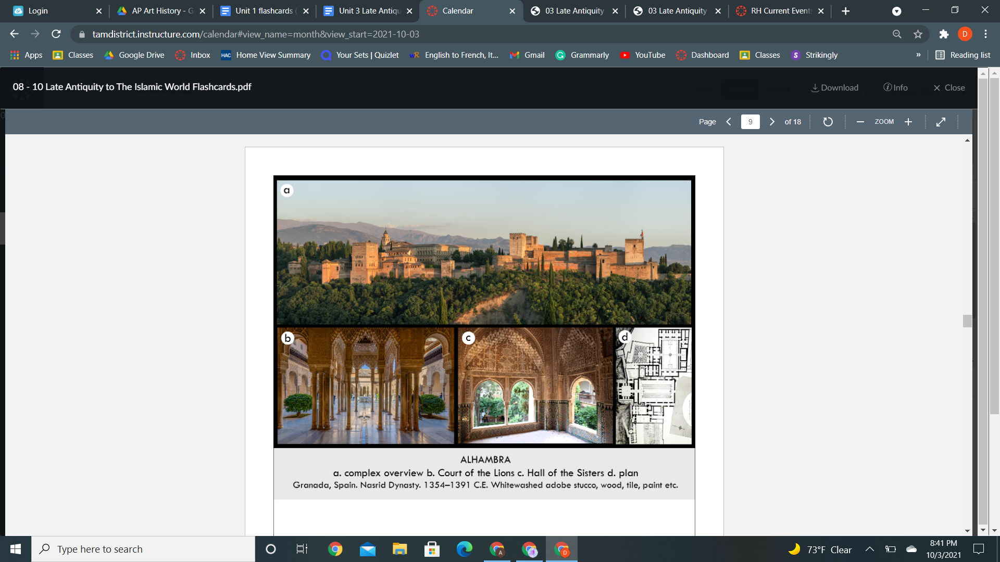 Login
AP Art History - G
Unit 1 flashcards (
Unit 3 Late Antiqu
Calendar
03 Late Antiquity
03 Late Antiquity
RH Current Events
tamdistrict.instructure.com/calendar#view_name=month&view_start=2021-10-03
D
Apps Classes Google Drive Inbox HAC Home View Summary Your Sets | Quizlet English to French, It... Gmail Grammarly YouTube Dashboard Classes Strikingly » Reading list
08 - 10 Late Antiquity to The Islamic World Flashcards.pdf
Download Info Close
Page 9 of 18 ZOOM
a
b c d
ALHAMBRA
a. complex overview b. Court of the Lions c. Hall of the Sisters d. plan
Granada, Spain. Nasrid Dynasty. 1354–1391 C.E. Whitewashed adobe stucco, wood, tile, paint etc.
Type here to search
73°F Clear
8:41 PM
10/3/2021